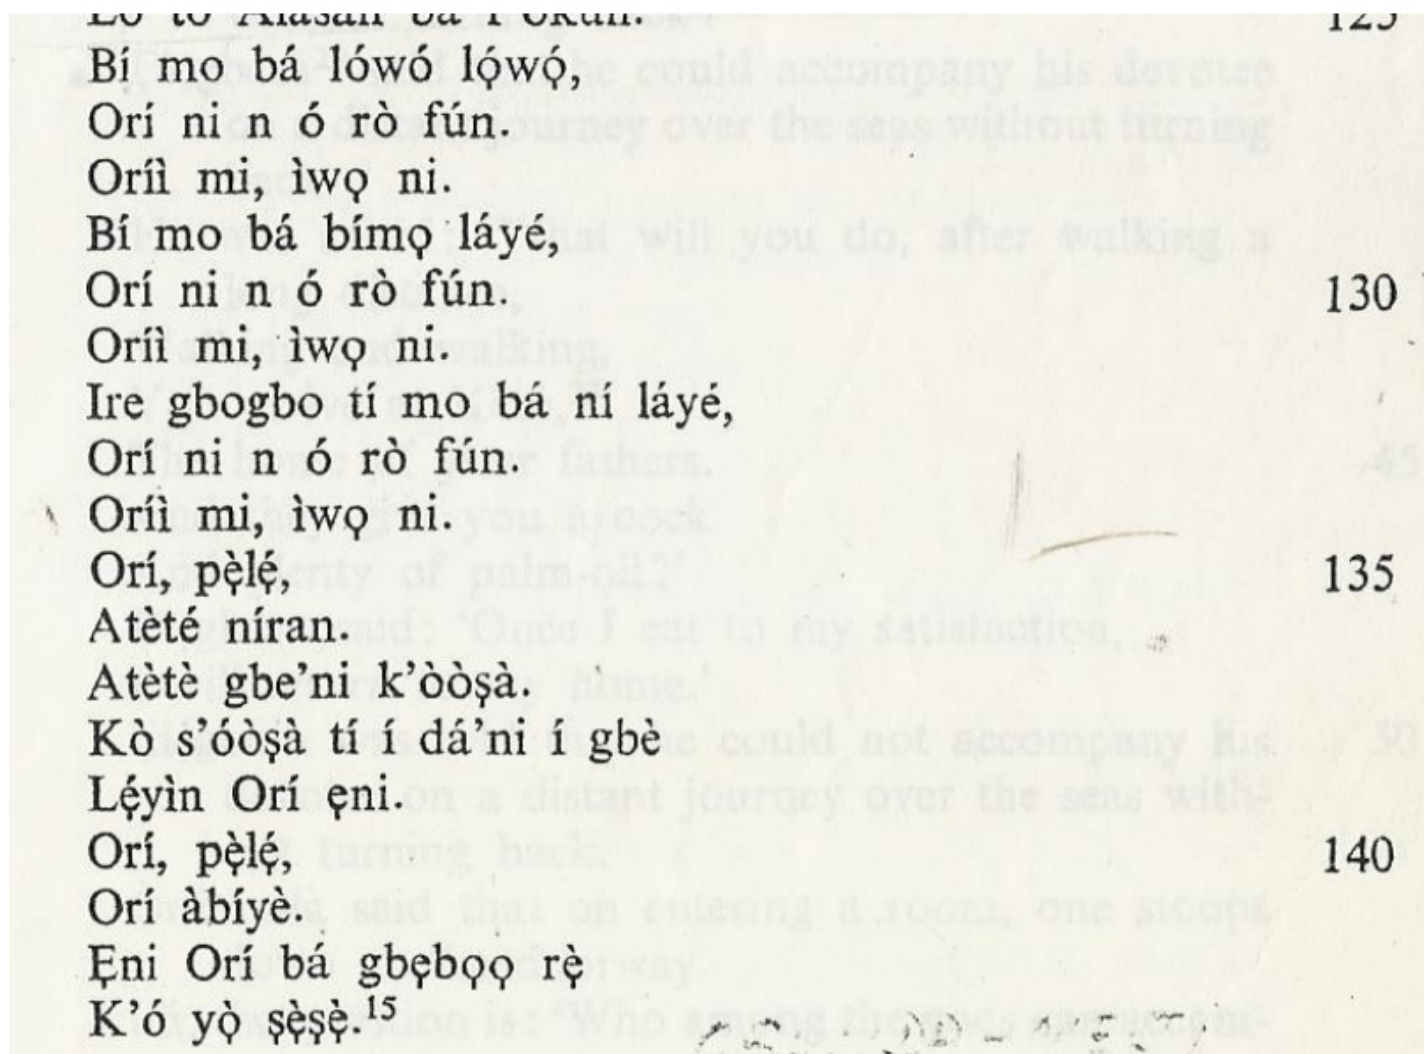 125
Bí mo bá lówó lọ́wọ́,
Orí ni n ó rò fún.
Oríì mi, ìwọ ni.
Bí mo bá bímọ láyé,
Orí ni n ó rò fún. 130
Oríì mi, ìwọ ni.
Ire gbogbo tí mo bá ní láyé,
Orí ni n ó rò fún.
Oríì mi, ìwọ ni.
Orí, pẹ̀lẹ́, 135
Atèté níran.
Atètè gbe’ni k’òòṣà.
Kò s’óòṣà tí í dá’ni í gbè
Lẹ́yìn Orí ẹni.
Orí, pẹ̀lẹ́, 140
Orí àbíyè.
Ẹni Orí bá gbẹbọọ rẹ̀
K’ó yọ̀ ṣẹ̀ṣẹ̀.15